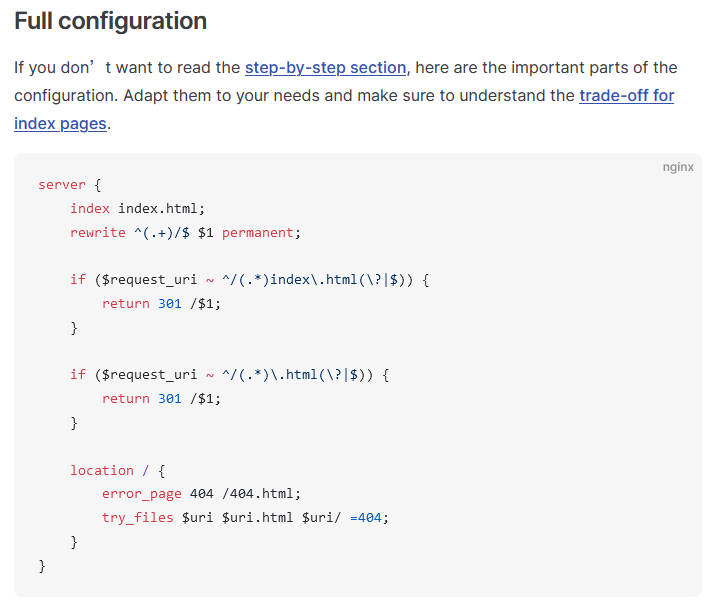 Full configuration
If you don’t want to read the step-by-step section, here are the important parts of the
configuration. Adapt them to your needs and make sure to understand the trade-off for
index pages.
nginx
server {
    index index.html;
    rewrite ^(.+)/$ $1 permanent;

    if ($request_uri ~ ^/(.*)index\.html(\?|$)) {
        return 301 /$1;
    }

    if ($request_uri ~ ^/(.*)\.html(\?|$)) {
        return 301 /$1;
    }

    location / {
        error_page 404 /404.html;
        try_files $uri $uri.html $uri/ =404;
    }
}